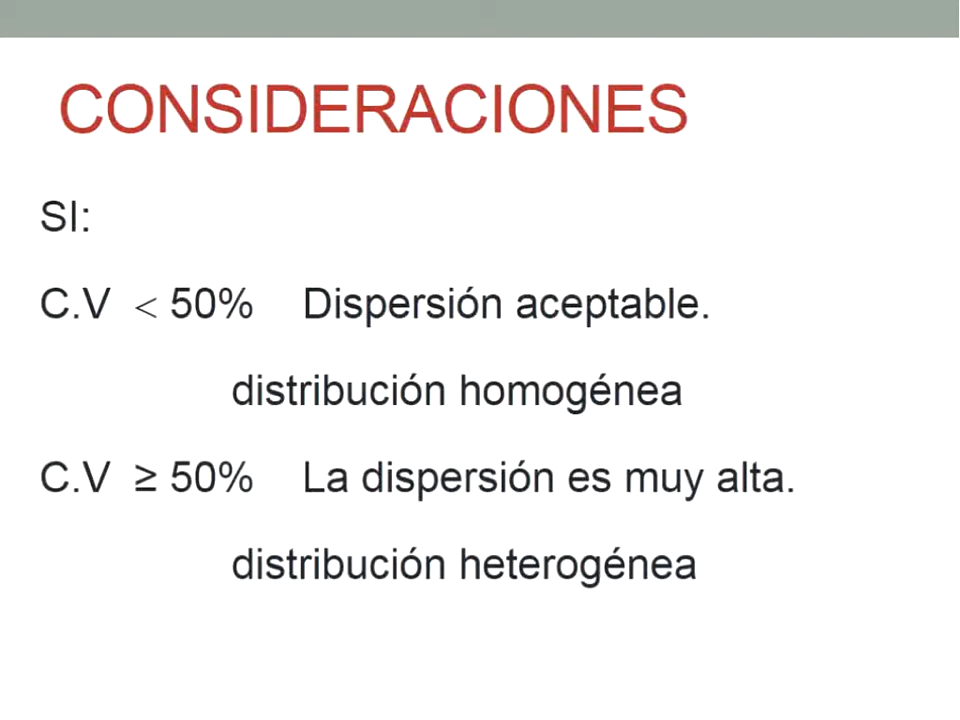 CONSIDERACIONES
SI:
C.V < 50% Dispersión aceptable.
distribución homogénea
C.V ≥ 50% La dispersión es muy alta.
distribución heterogénea